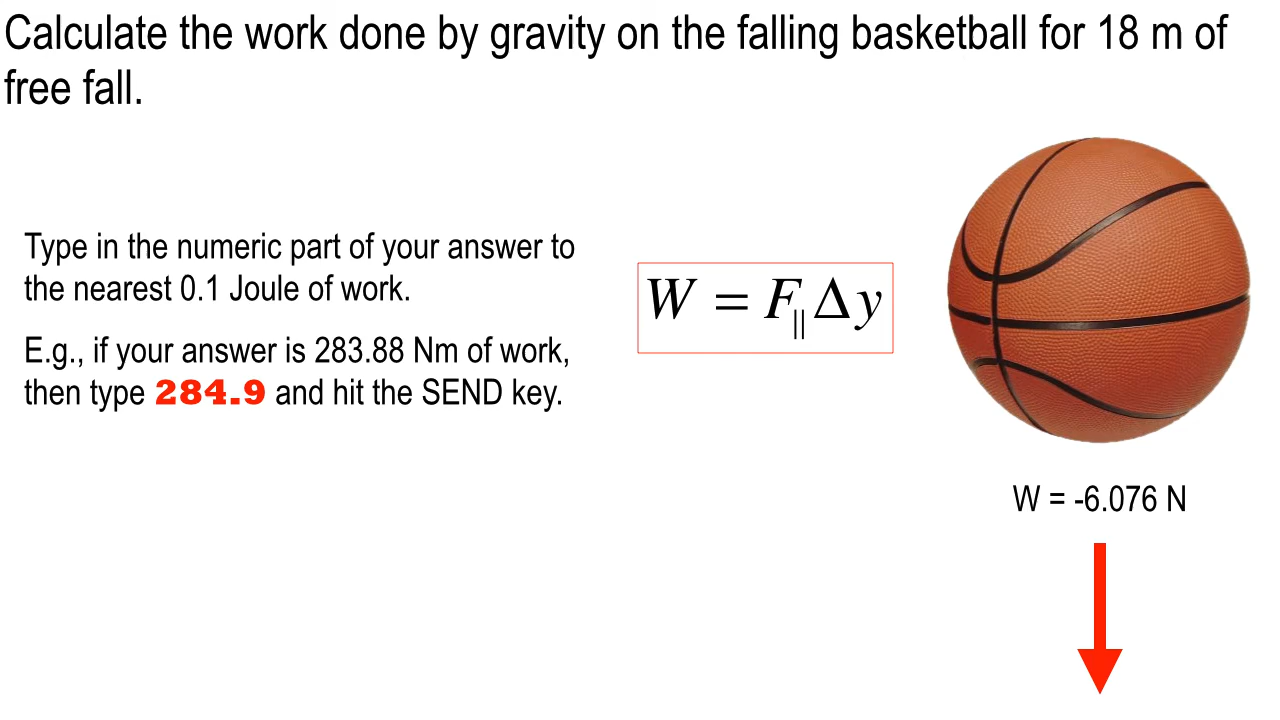 Calculate the work done by gravity on the falling basketball for 18 m of
free fall.
Type in the numeric part of your answer to
the nearest 0.1 Joule of work.
E.g., if your answer is 283.88 Nm of work,
then type 284.9 and hit the SEND key.
W = F|| Δy
W = -6.076 N